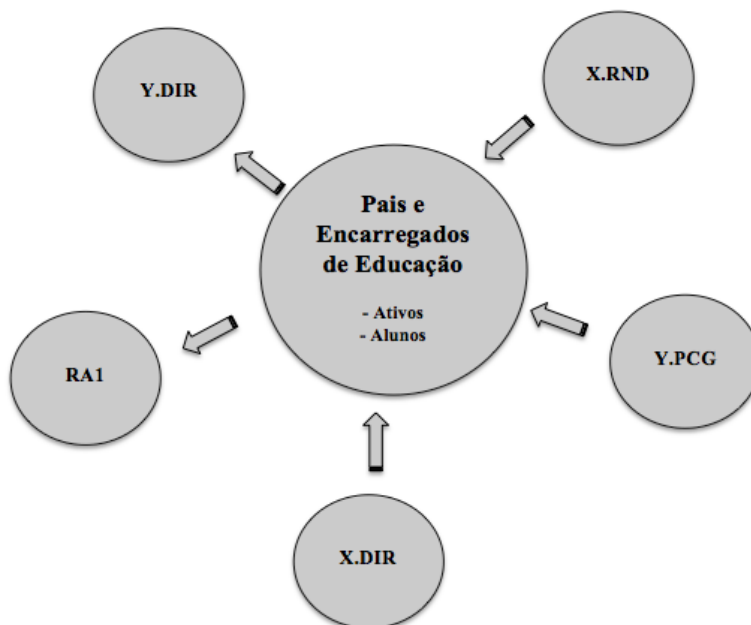 Y.DIR
X.RND
Pais e
Encarregados
de Educação
- Ativos
- Alunos
RA1
Y.PCG
X.DIR